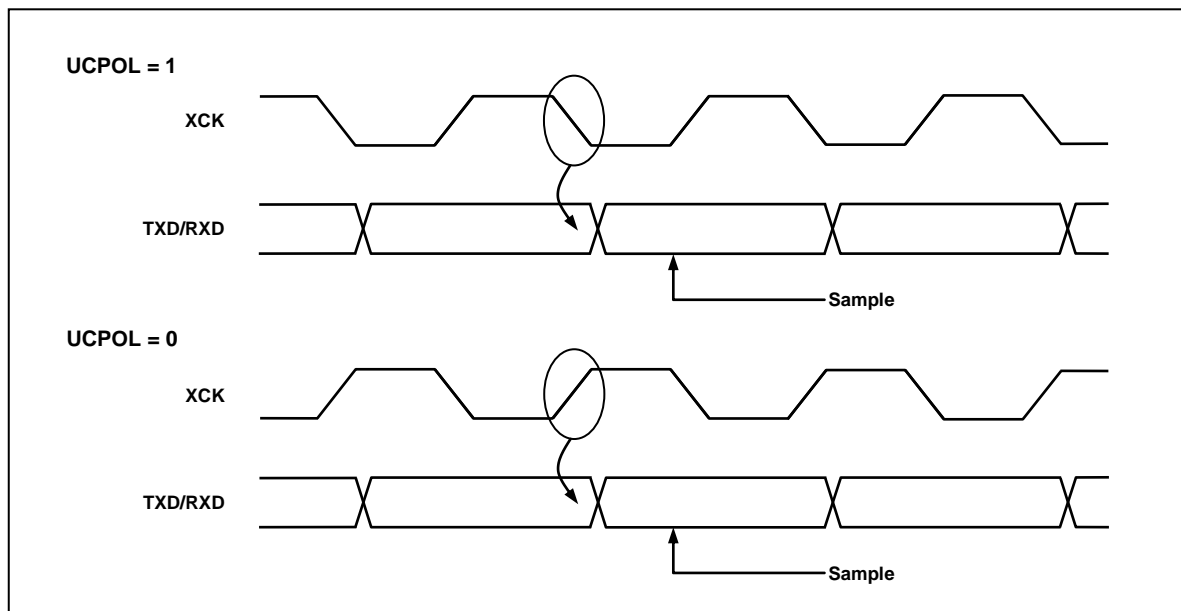 UCPOL = 1
XCK
TXD/RXD
Sample
UCPOL = 0
XCK
TXD/RXD
Sample